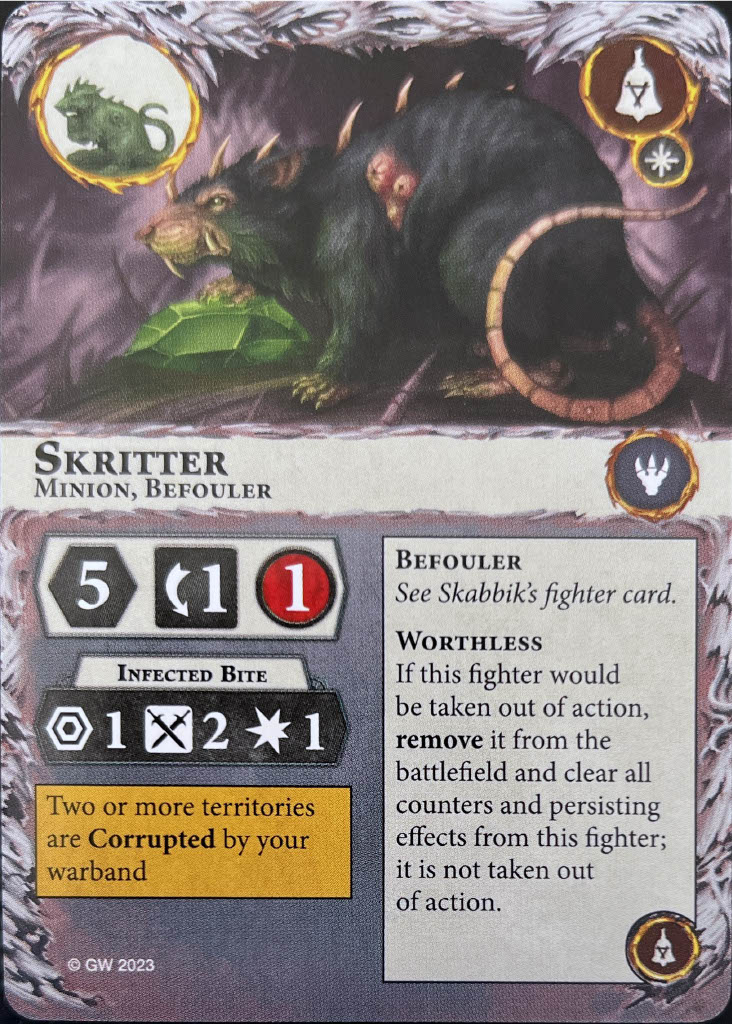 SKRITTER
MINION, BEFOULER
5 1 1
INFECTED BITE
1 2 1
Two or more territories
are Corrupted by your
warband
© GW 2023
BEFOULER
See Skabbik's fighter card.
WORTHLESS
If this fighter would
be taken out of action,
remove it from the
battlefield and clear all
counters and persisting
effects from this fighter;
it is not taken out
of action.